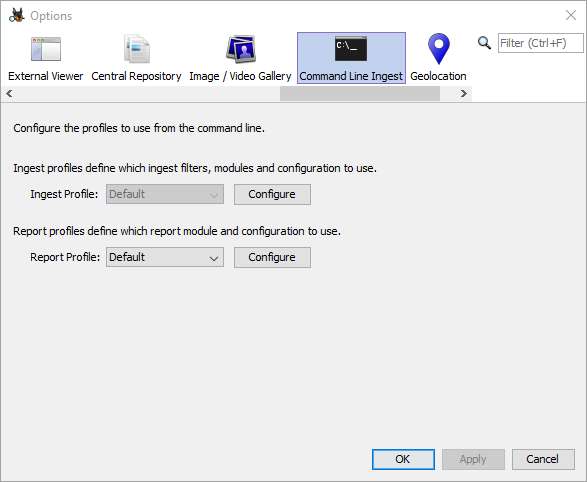 Options
External Viewer
Central Repository
Image / Video Gallery
C:\_
Command Line Ingest
Geolocation
Filter (Ctrl+F)
Configure the profiles to use from the command line.
Ingest profiles define which ingest filters, modules and configuration to use.
Ingest Profile: Default Configure
Report profiles define which report module and configuration to use.
Report Profile: Default Configure
OK Apply Cancel